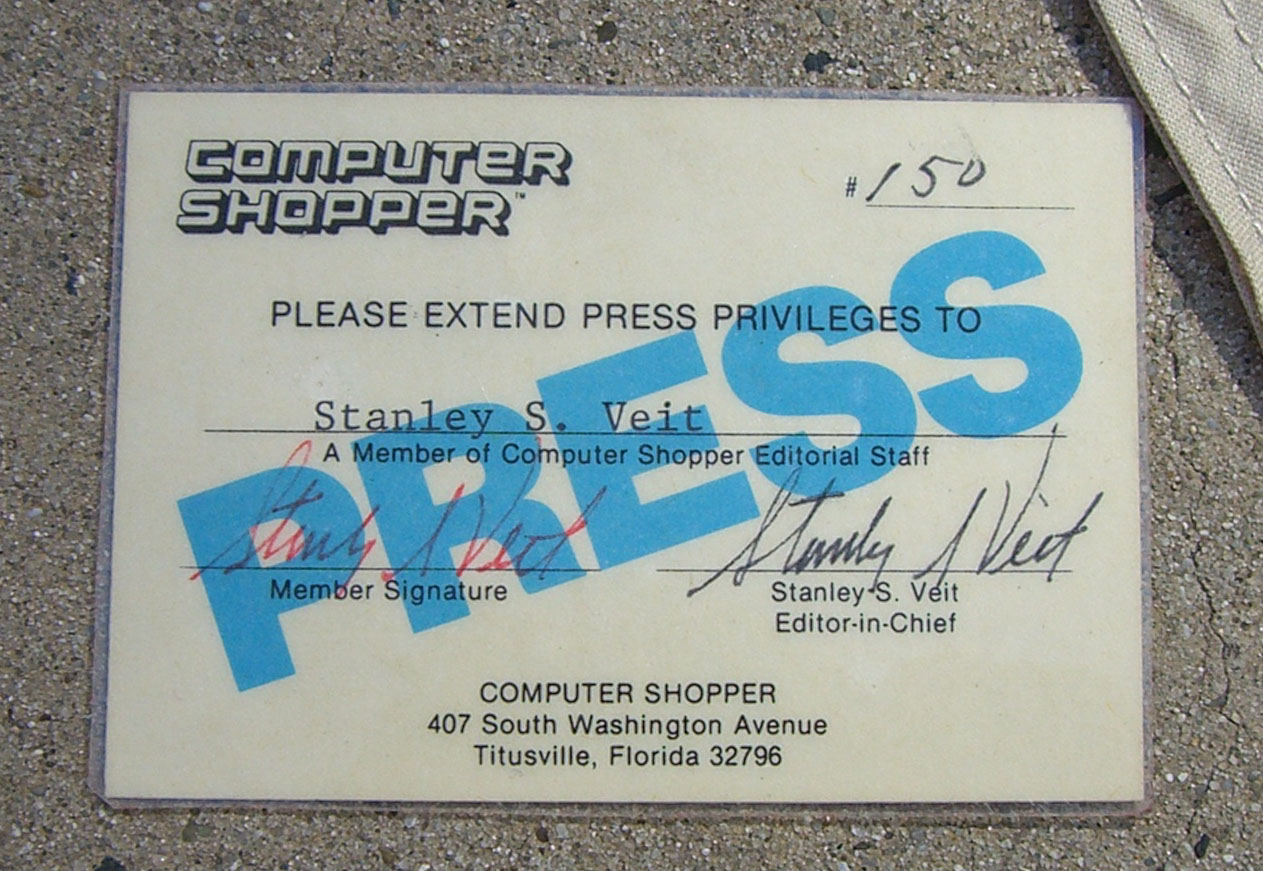 COMPUTER
SHOPPER™
# 150
PLEASE EXTEND PRESS PRIVILEGES TO
PRESS
Stanley S. Veit
A Member of Computer Shopper Editorial Staff
Stanley S Veit
Stanley S Veit
Member Signature
Stanley S. Veit
Editor-in-Chief
COMPUTER SHOPPER
407 South Washington Avenue
Titusville, Florida 32796